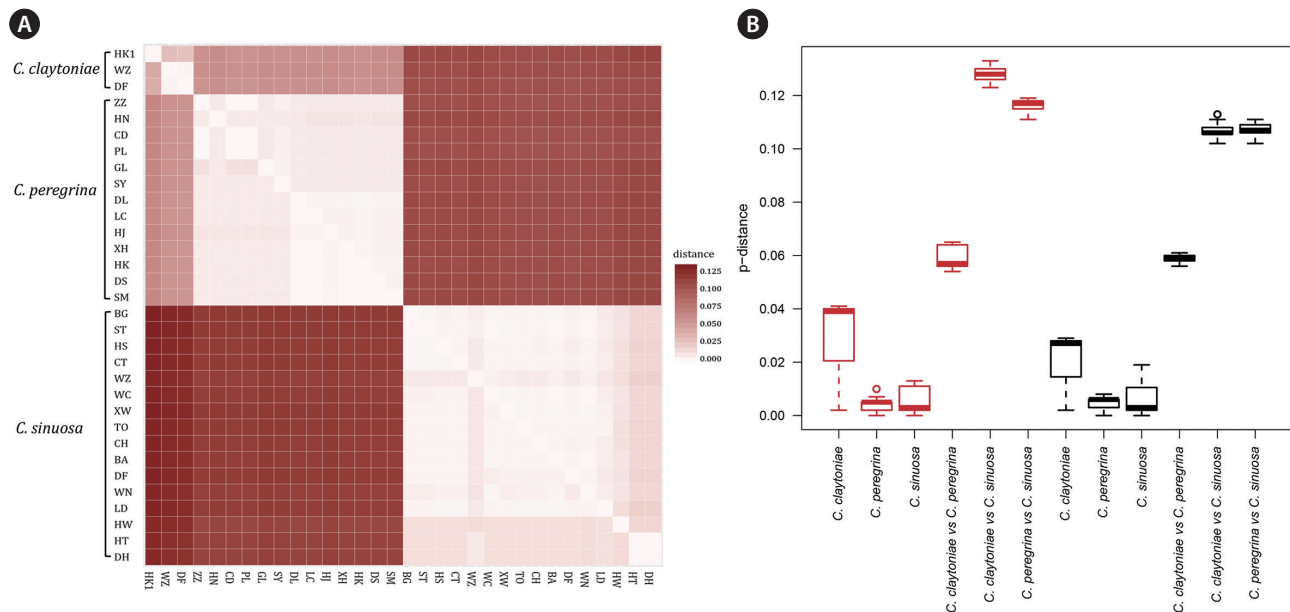 A
C. claytoniae
C. peregrina
C. sinuosa
HK1
WZ
DF
ZZ
HN
CD
PL
GL
SY
DL
LC
HJ
XH
HK
DS
SM
BG
ST
HS
CT
WZ
WC
XW
TO
CH
BA
DF
WN
LD
HW
HT
DH
HK1 WZ DF ZZ HN CD PL GL SY DL LC HJ XH HK DS SM BG ST HS CT WZ WC XW TO CH BA DF WN LD HW HT DH
distance
0.125
0.100
0.075
0.050
0.025
0.000
B
p-distance
0.12
0.10
0.08
0.06
0.04
0.02
0.00
C. claytoniae
C. peregrina
C. sinuosa
C. claytoniae vs C. peregrina
C. claytoniae vs C. sinuosa
C. peregrina vs C. sinuosa
C. claytoniae
C. peregrina
C. sinuosa
C. claytoniae vs C. peregrina
C. claytoniae vs C. sinuosa
C. peregrina vs C. sinuosa